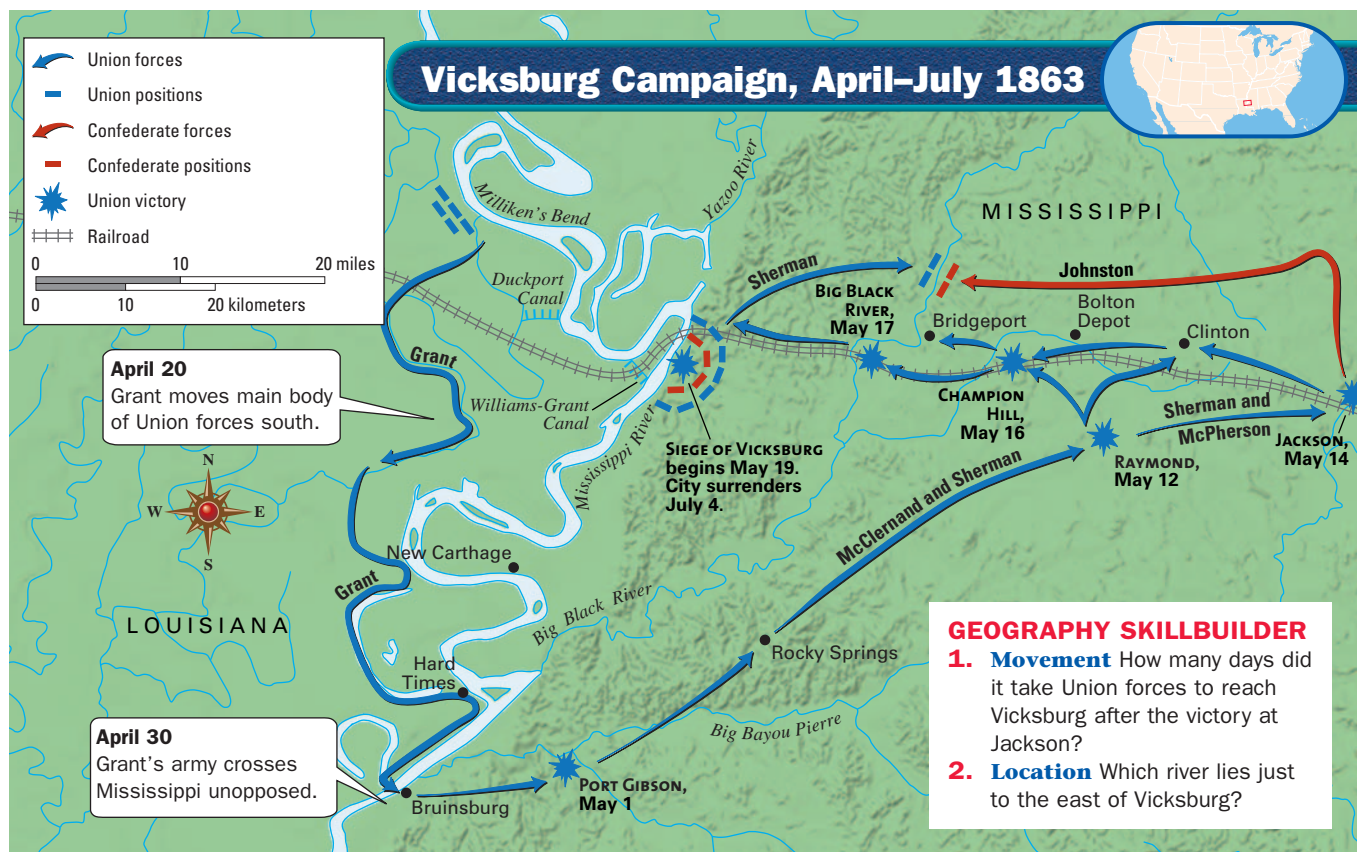 Vicksburg Campaign, April–July 1863
Union forces
Union positions
Confederate forces
Confederate positions
Union victory
Railroad
0 10 20 miles
0 10 20 kilometers
April 20
Grant moves main body
of Union forces south.
N
W E
S
LOUISIANA
April 30
Grant's army crosses
Mississippi unopposed.
Milliken's Bend
Yazoo River
Duckport
Canal
Grant
Williams-Grant
Canal
Mississippi River
SIEGE OF VICKSBURG
begins May 19.
City surrenders
July 4.
Grant
New Carthage
Hard
Times
Big Black River
Bruinsburg
PORT GIBSON,
May 1
Big Bayou Pierre
Rocky Springs
McClernand and Sherman
MISSISSIPPI
Sherman
Johnston
BIG BLACK
RIVER,
May 17
Bridgeport
Bolton
Depot
Clinton
CHAMPION
HILL,
May 16
Sherman and
McPherson
RAYMOND,
May 12
JACKSON,
May 14
GEOGRAPHY SKILLBUILDER
1. Movement How many days did
it take Union forces to reach
Vicksburg after the victory at
Jackson?
2. Location Which river lies just
to the east of Vicksburg?